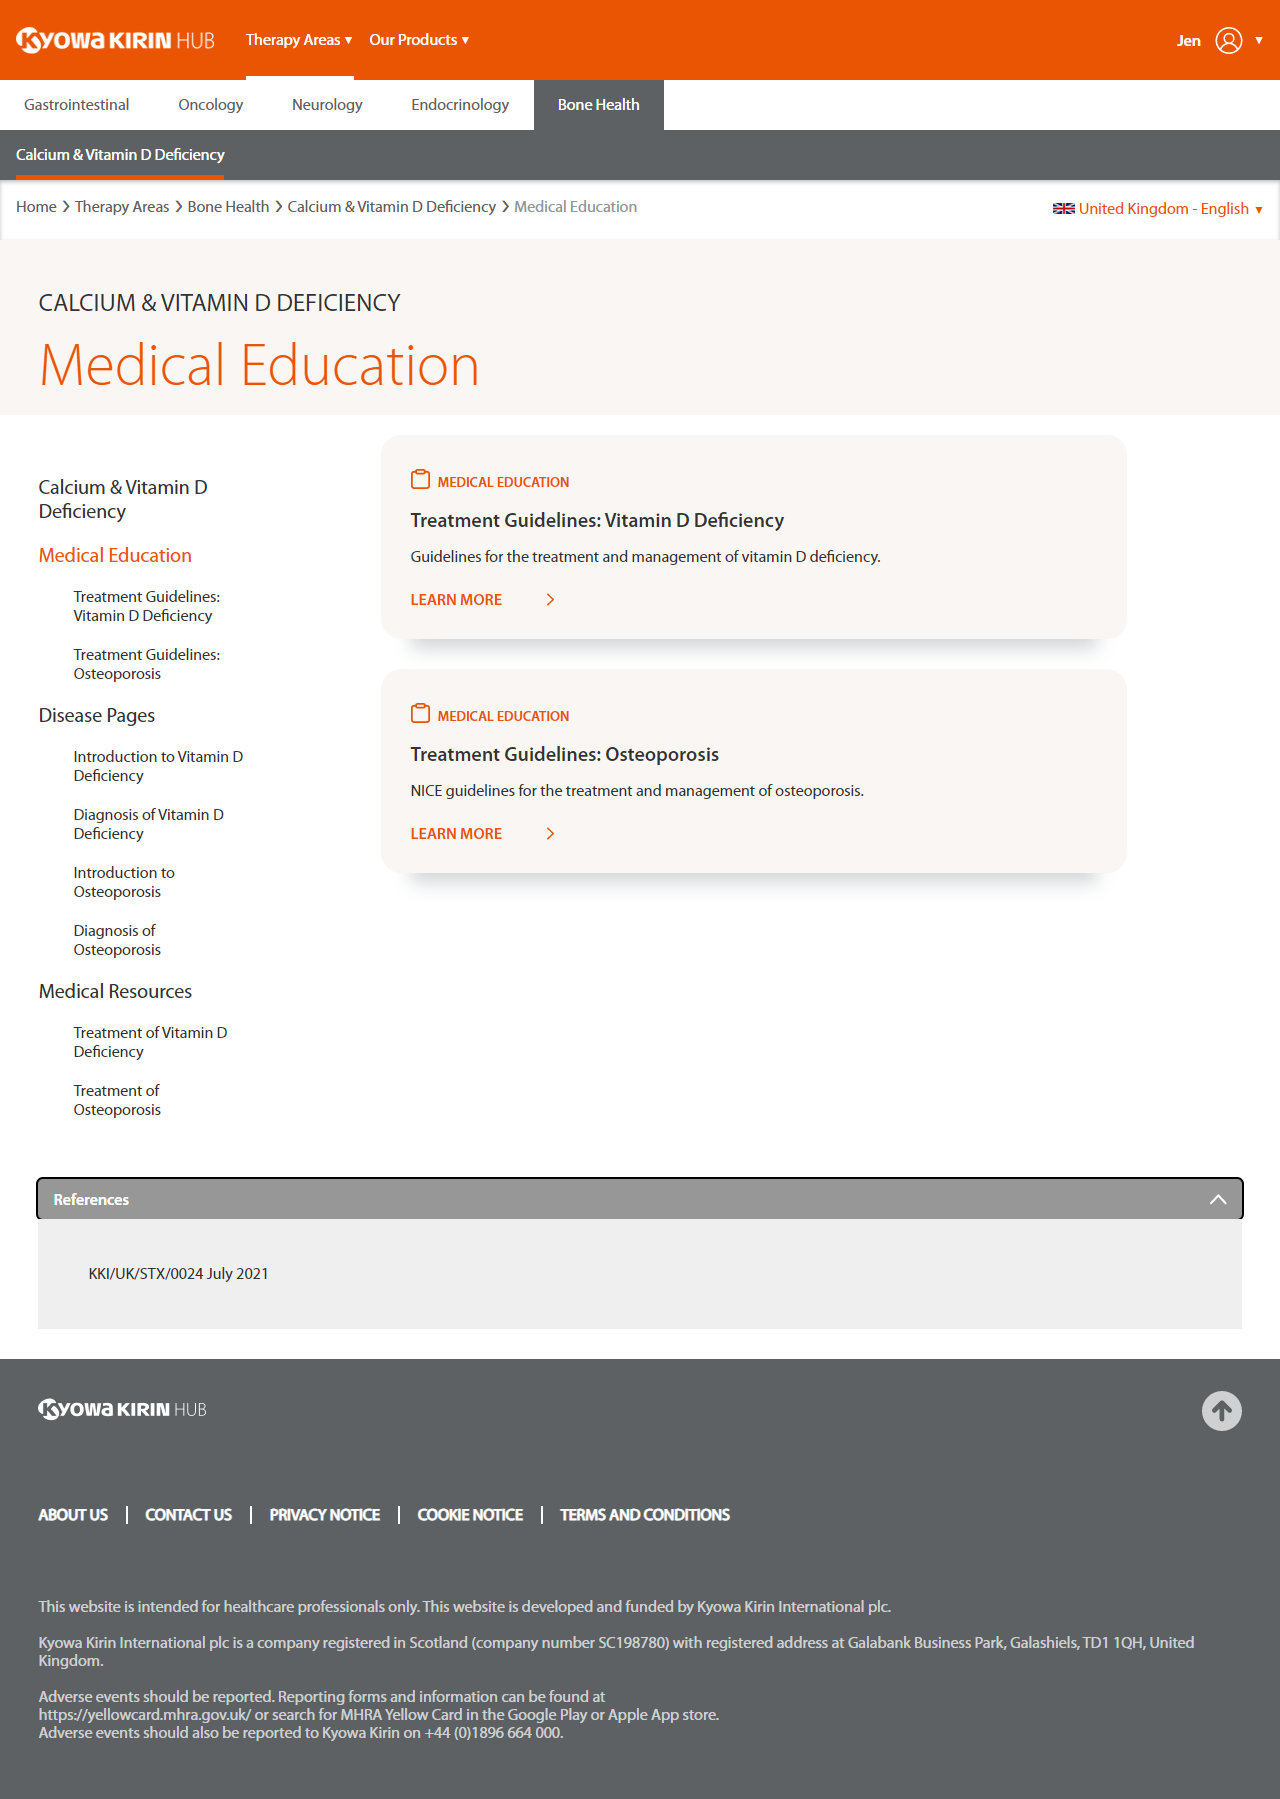 KYOWA KIRIN HUB
Therapy Areas ▼ Our Products ▼
Jen ▼
Gastrointestinal Oncology Neurology Endocrinology Bone Health
Calcium & Vitamin D Deficiency
Home > Therapy Areas > Bone Health > Calcium & Vitamin D Deficiency > Medical Education
United Kingdom - English ▼
CALCIUM & VITAMIN D DEFICIENCY
Medical Education
Calcium & Vitamin D
Deficiency
Medical Education
Treatment Guidelines:
Vitamin D Deficiency
Treatment Guidelines:
Osteoporosis
Disease Pages
Introduction to Vitamin D
Deficiency
Diagnosis of Vitamin D
Deficiency
Introduction to
Osteoporosis
Diagnosis of
Osteoporosis
Medical Resources
Treatment of Vitamin D
Deficiency
Treatment of
Osteoporosis
MEDICAL EDUCATION
Treatment Guidelines: Vitamin D Deficiency
Guidelines for the treatment and management of vitamin D deficiency.
LEARN MORE
MEDICAL EDUCATION
Treatment Guidelines: Osteoporosis
NICE guidelines for the treatment and management of osteoporosis.
LEARN MORE
References
KKI/UK/STX/0024 July 2021
KYOWA KIRIN HUB
ABOUT US | CONTACT US | PRIVACY NOTICE | COOKIE NOTICE | TERMS AND CONDITIONS
This website is intended for healthcare professionals only. This website is developed and funded by Kyowa Kirin International plc.
Kyowa Kirin International plc is a company registered in Scotland (company number SC198780) with registered address at Galabank Business Park, Galashiels, TD1 1QH, United
Kingdom.
Adverse events should be reported. Reporting forms and information can be found at
https://yellowcard.mhra.gov.uk/ or search for MHRA Yellow Card in the Google Play or Apple App store.
Adverse events should also be reported to Kyowa Kirin on +44 (0)1896 664 000.